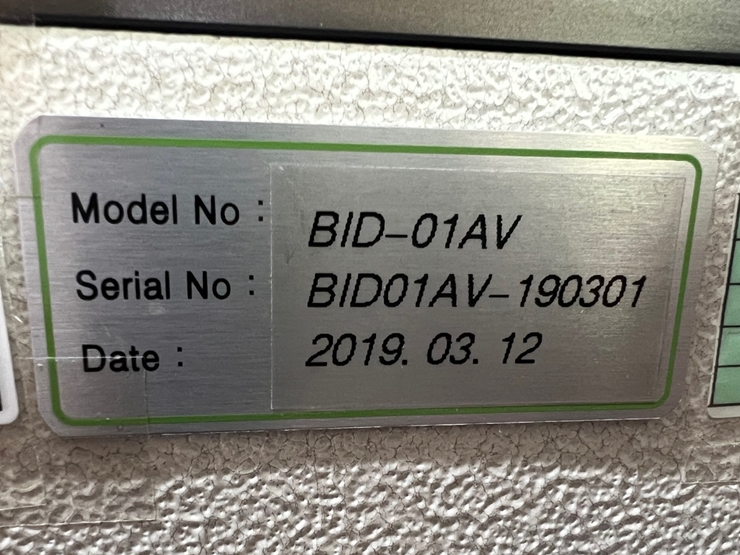 Model No : BID-01AV
Serial No : BID01AV-190301
Date : 2019. 03. 12